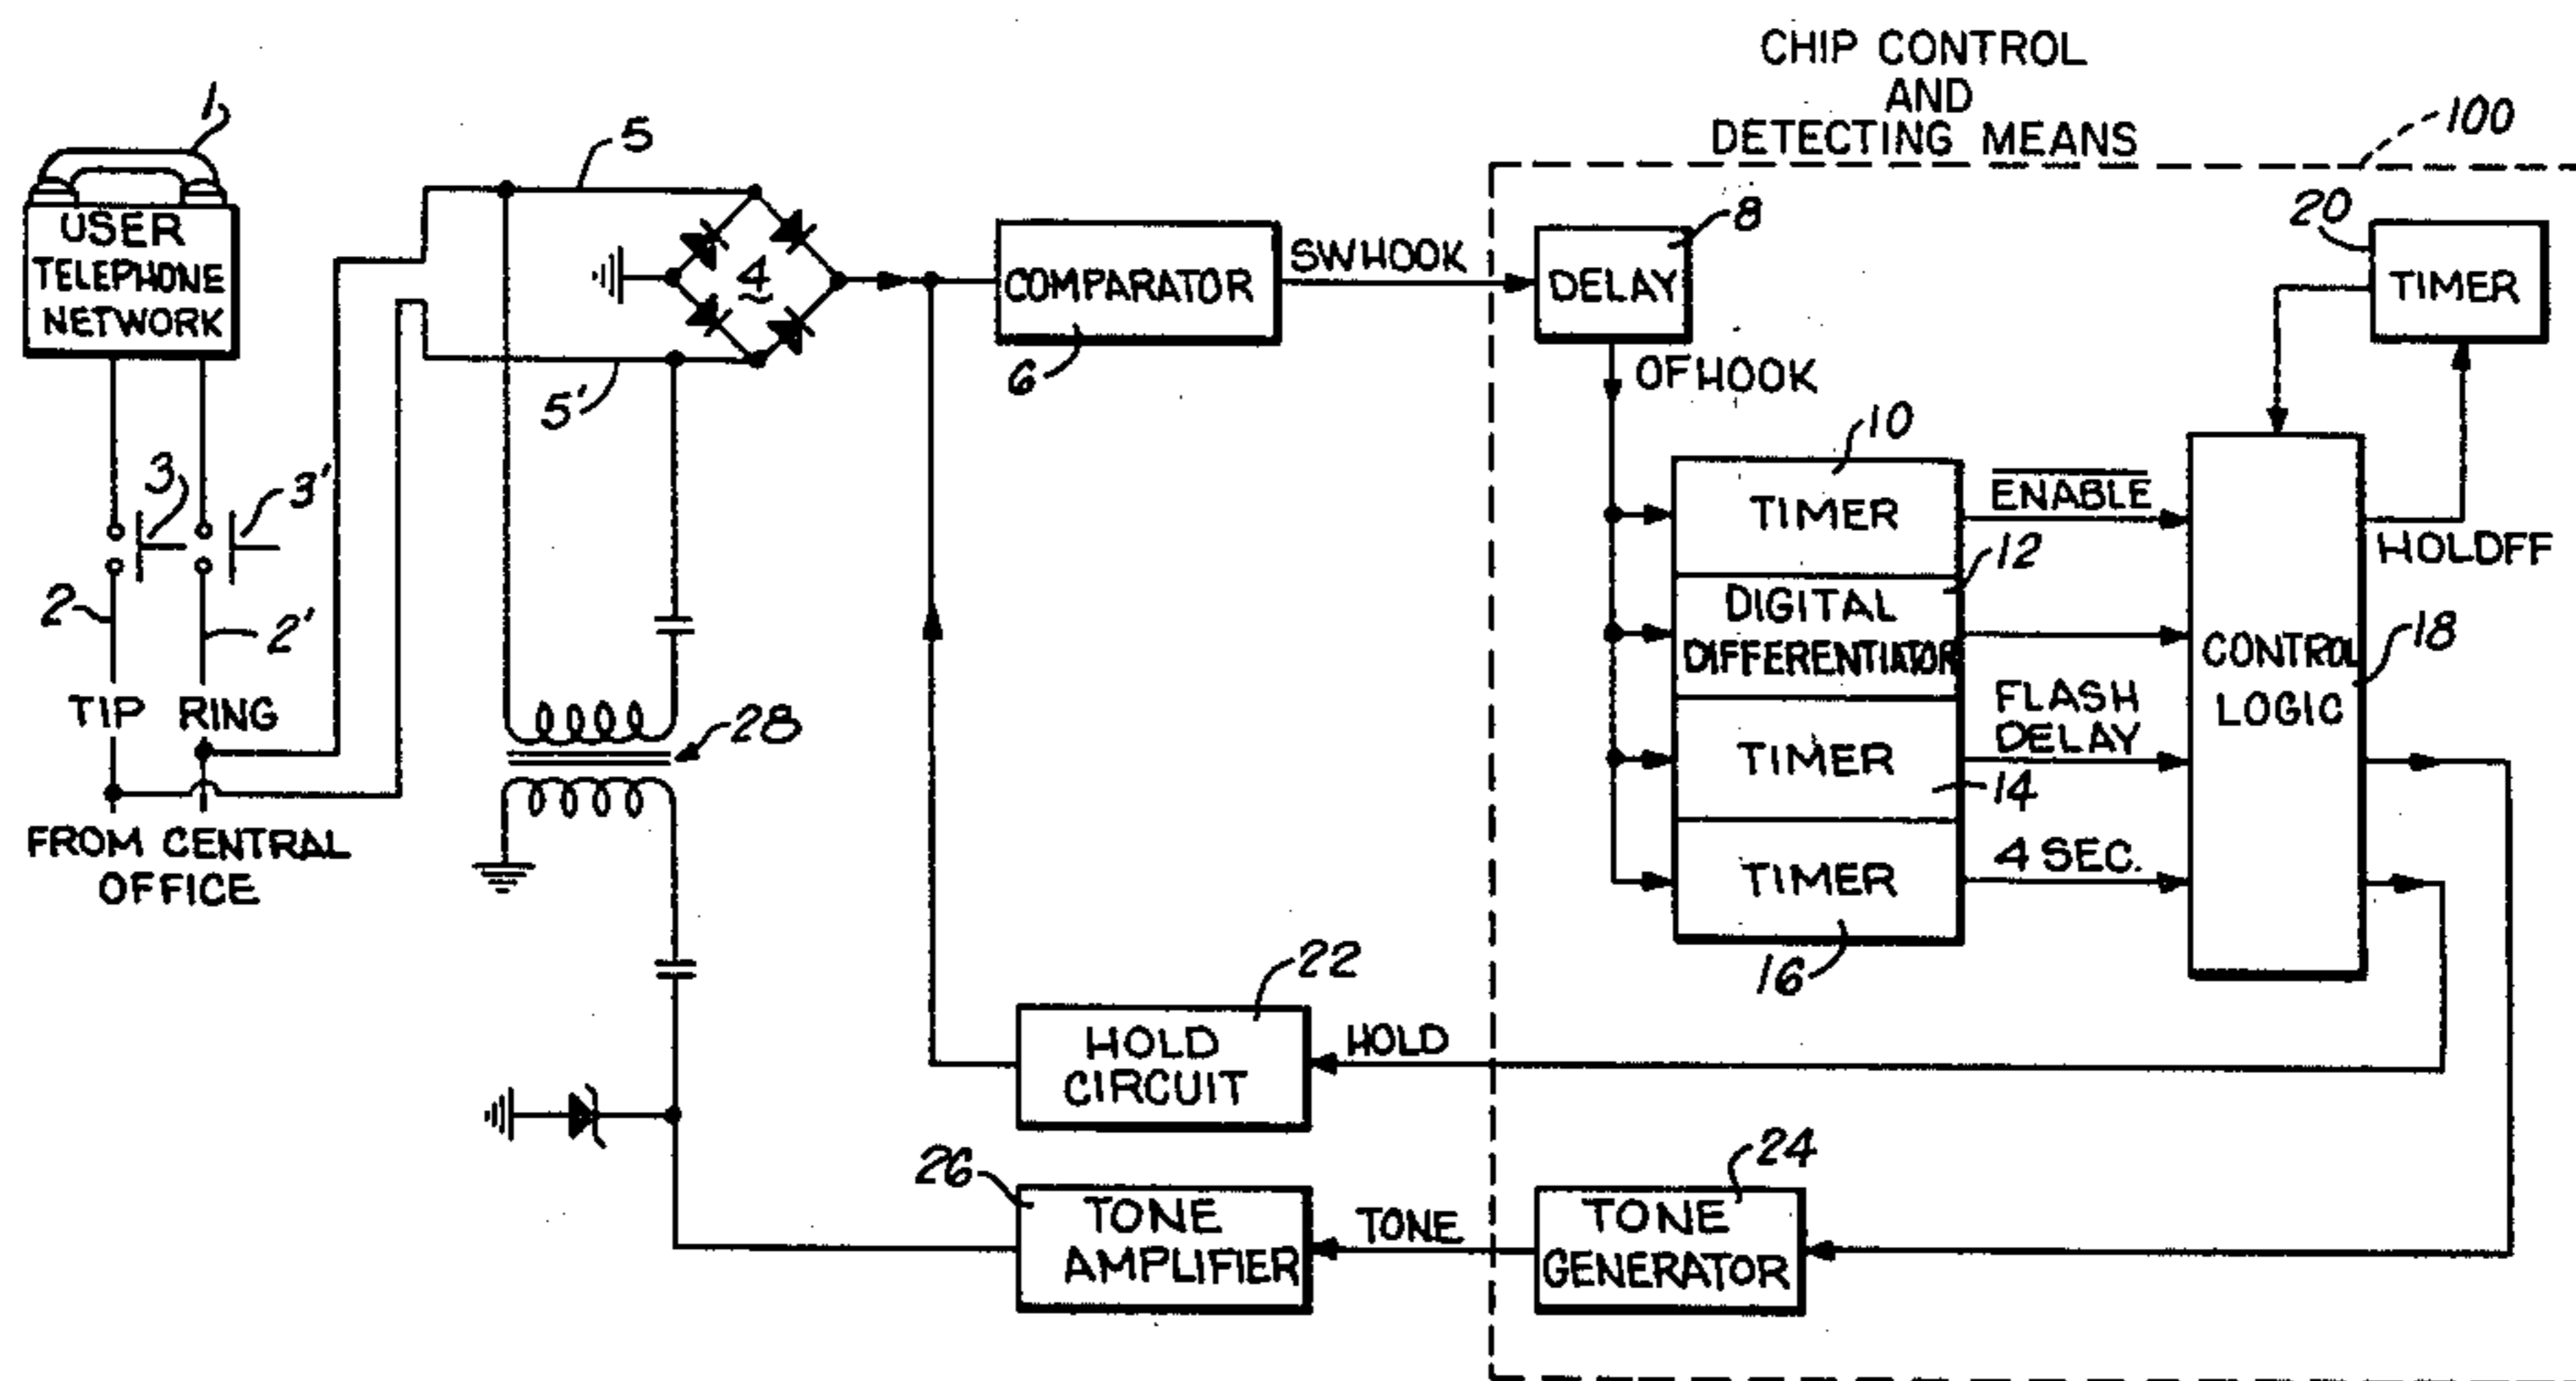 CHIP CONTROL
AND
DETECTING MEANS
100
1
USER
TELEPHONE
NETWORK
5
4
5'
COMPARATOR
6
SWHOOK
8
DELAY
OFHOOK
20
TIMER
3
3'
2
2'
TIP RING
FROM CENTRAL
OFFICE
28
10
TIMER
ENABLE
12
DIGITAL
DIFFERENTIATOR
FLASH
DELAY
TIMER
14
TIMER
16
4 SEC.
HOLDFF
CONTROL
LOGIC
18
22
HOLD
CIRCUIT
HOLD
26
TONE
AMPLIFIER
TONE
24
TONE
GENERATOR